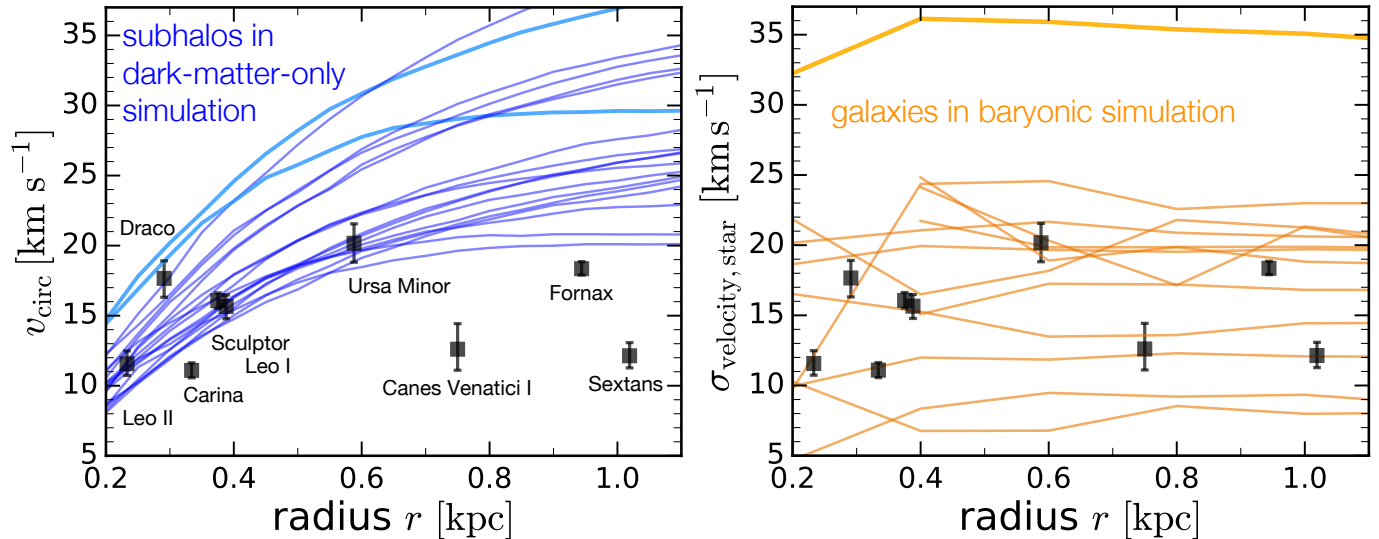 35
30
25
20
15
10
5
v_circ [km s⁻¹]
subhalos in
dark-matter-only
simulation
Draco
Ursa Minor
Fornax
Sculptor
Leo I
Carina
Canes Venatici I
Sextans
Leo II
0.2 0.4 0.6 0.8 1.0
radius r [kpc]
35
30
25
20
15
10
5
σ_velocity, star [km s⁻¹]
galaxies in baryonic simulation
0.2 0.4 0.6 0.8 1.0
radius r [kpc]